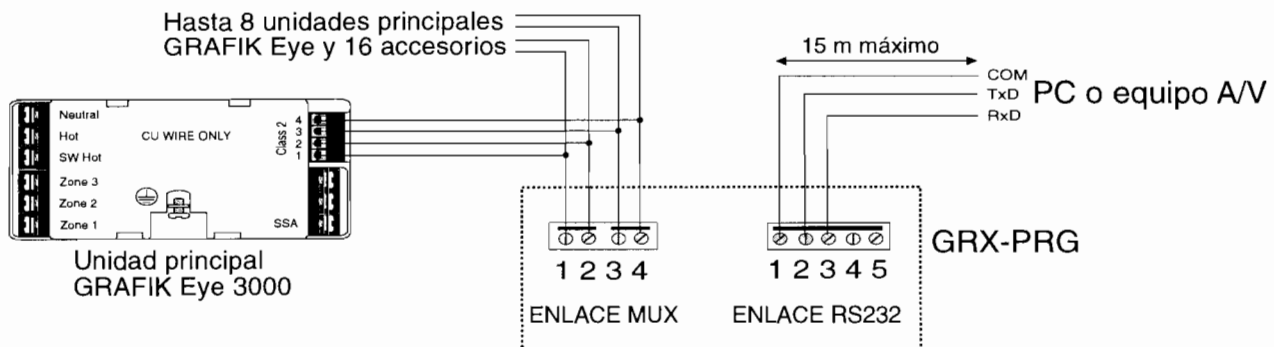 Hasta 8 unidades principales
GRAFIK Eye y 16 accesorios
15 m máximo
COM
TxD
RxD
PC o equipo A/V
Neutral
Hot
SW Hot
Zone 3
Zone 2
Zone 1
CU WIRE ONLY
Class 2
4
3
2
1
SSA
Unidad principal
GRAFIK Eye 3000
1 2 3 4
ENLACE MUX
1 2 3 4 5
ENLACE RS232
GRX-PRG